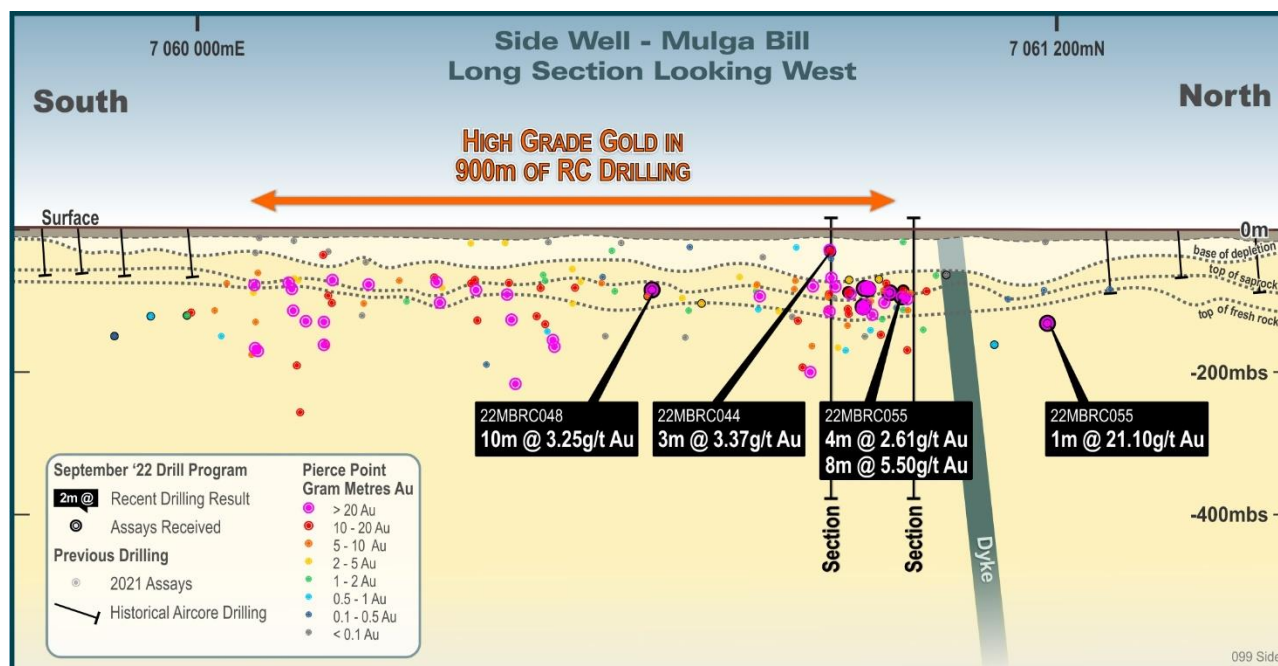 7 060 000mE
Side Well - Mulga Bill
Long Section Looking West
7 061 200mN
South
North
HIGH GRADE GOLD IN
900m OF RC DRILLING
Surface
0m
base of depletion
top of saprock
top of fresh rock
-200mbs
22MBRC048
10m @ 3.25g/t Au
22MBRC044
3m @ 3.37g/t Au
22MBRC055
4m @ 2.61g/t Au
8m @ 5.50g/t Au
22MBRC055
1m @ 21.10g/t Au
-400mbs
Section
Section
Dyke
September '22 Drill Program
2m @ Recent Drilling Result
Assays Received
Previous Drilling
2021 Assays
Historical Aircore Drilling
Pierce Point
Gram Metres Au
> 20 Au
10 - 20 Au
5 - 10 Au
2 - 5 Au
1 - 2 Au
0.5 - 1 Au
0.1 - 0.5 Au
< 0.1 Au
099 Side